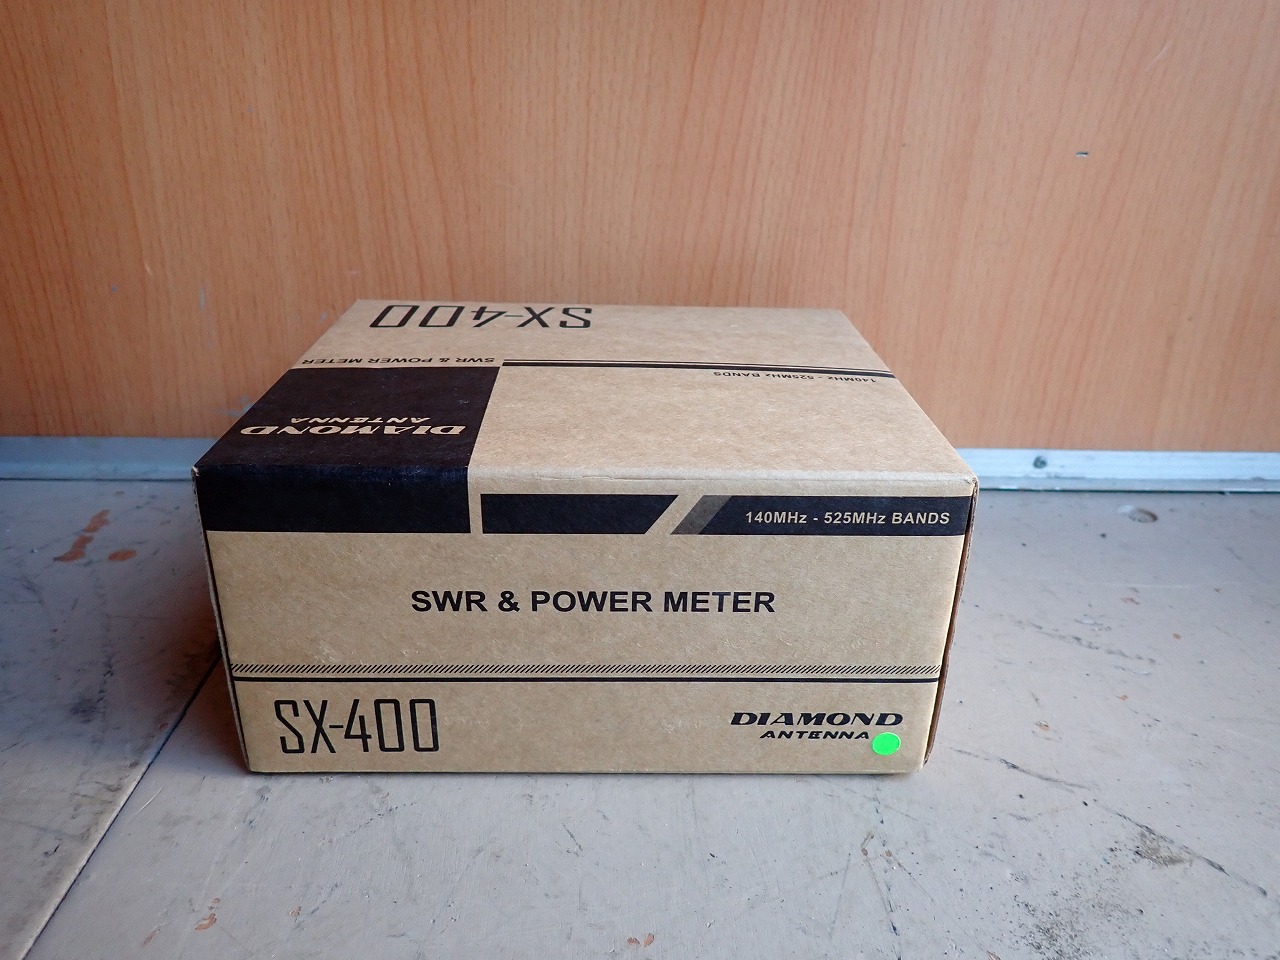 SX-400
SWR & POWER METER
140MHz - 525MHz BANDS
DIAMOND
ANTENNA
140MHz - 525MHz BANDS
SWR & POWER METER
SX-400
DIAMOND
ANTENNA